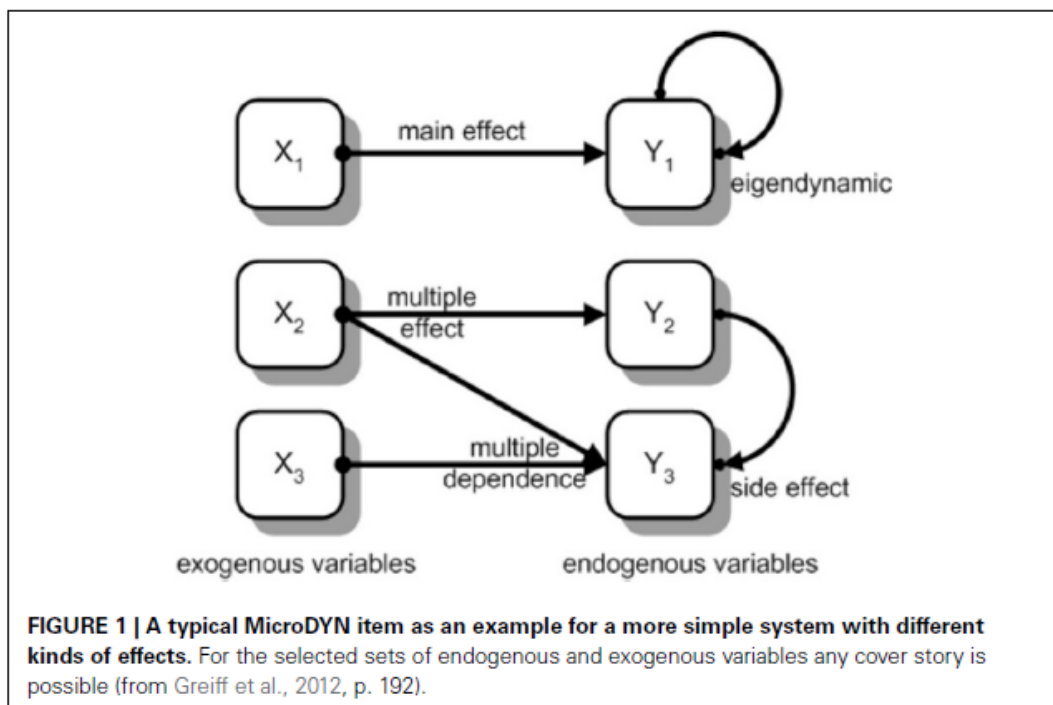 X1
main effect
Y1
eigendynamic
X2
multiple
effect
Y2
X3
multiple
dependence
Y3
side effect
exogenous variables
endogenous variables
FIGURE 1 | A typical MicroDYN item as an example for a more simple system with different
kinds of effects. For the selected sets of endogenous and exogenous variables any cover story is
possible (from Greiff et al., 2012, p. 192).